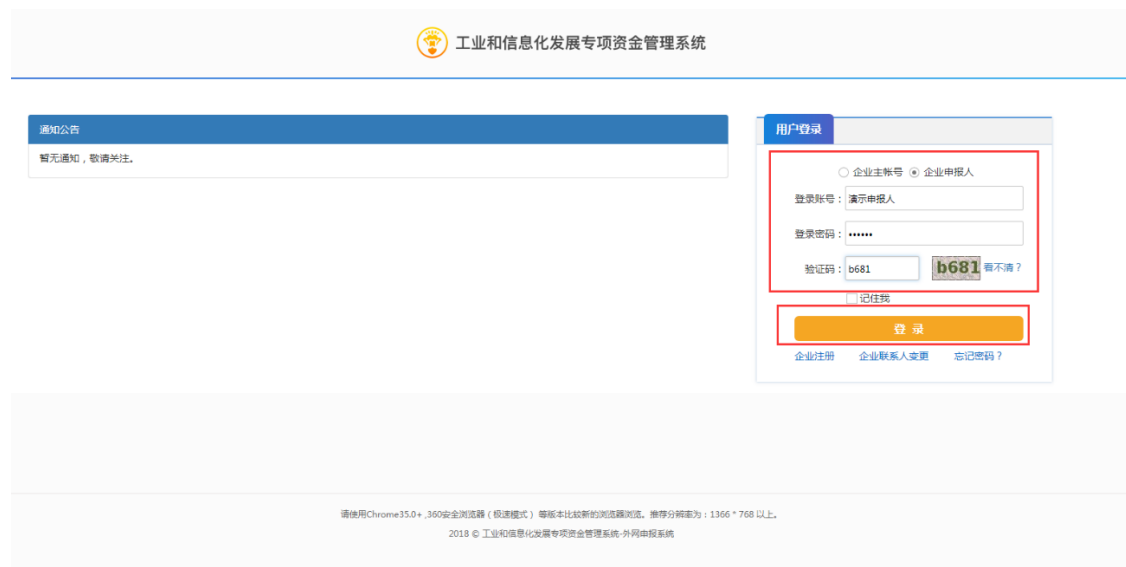 工业和信息化发展专项资金管理系统
通知公告
暂无通知，敬请关注。
用户登录
企业主帐号 企业申报人
登录账号： 演示申报人
登录密码： ••••••
验证码： b681 b681 看不清？
记住我
登 录
企业注册 企业联系人变更 忘记密码？
请使用Chrome35.0+ ,360安全浏览器（极速模式）等版本比较新的浏览器浏览。推荐分辨率为：1366 * 768 以上。
2018 © 工业和信息化发展专项资金管理系统-外网申报系统